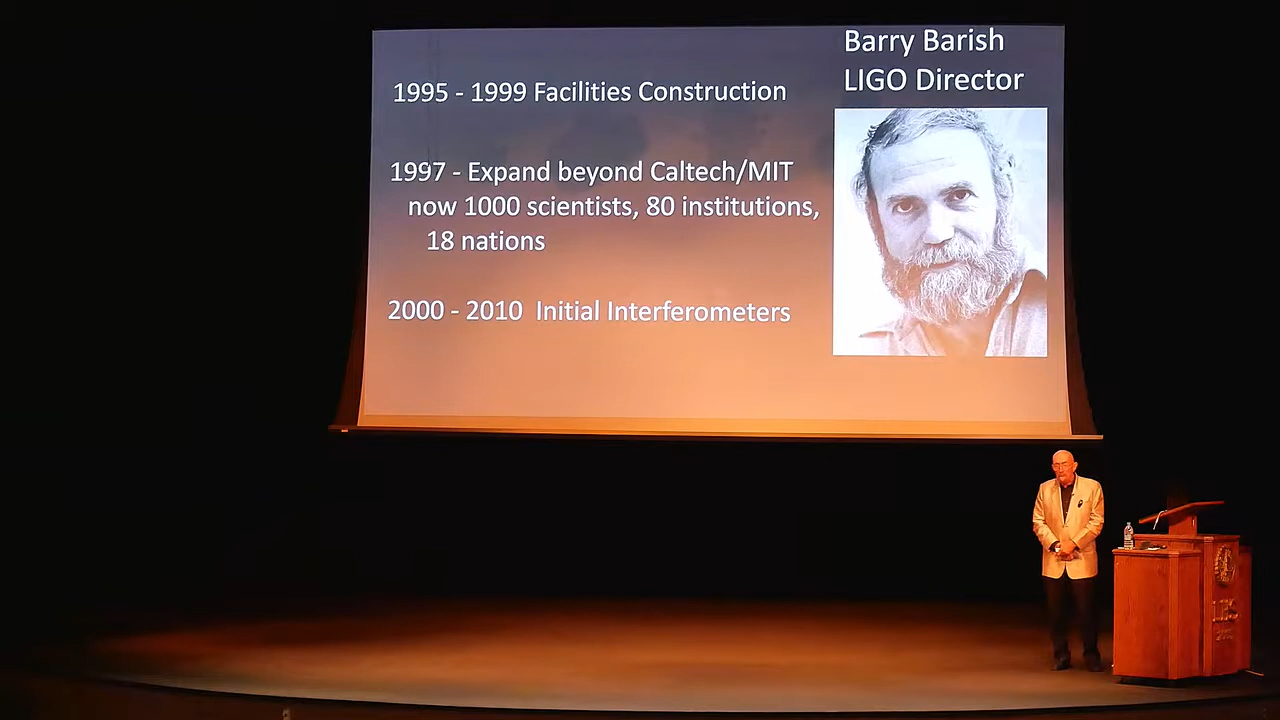 Barry Barish
LIGO Director
1995 - 1999 Facilities Construction
1997 - Expand beyond Caltech/MIT
now 1000 scientists, 80 institutions,
18 nations
2000 - 2010 Initial Interferometers